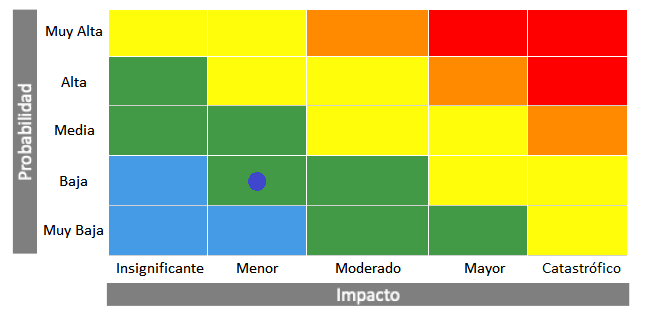 Probabilidad
Muy Alta
Alta
Media
Baja
Muy Baja
Insignificante Menor Moderado Mayor Catastrófico
Impacto